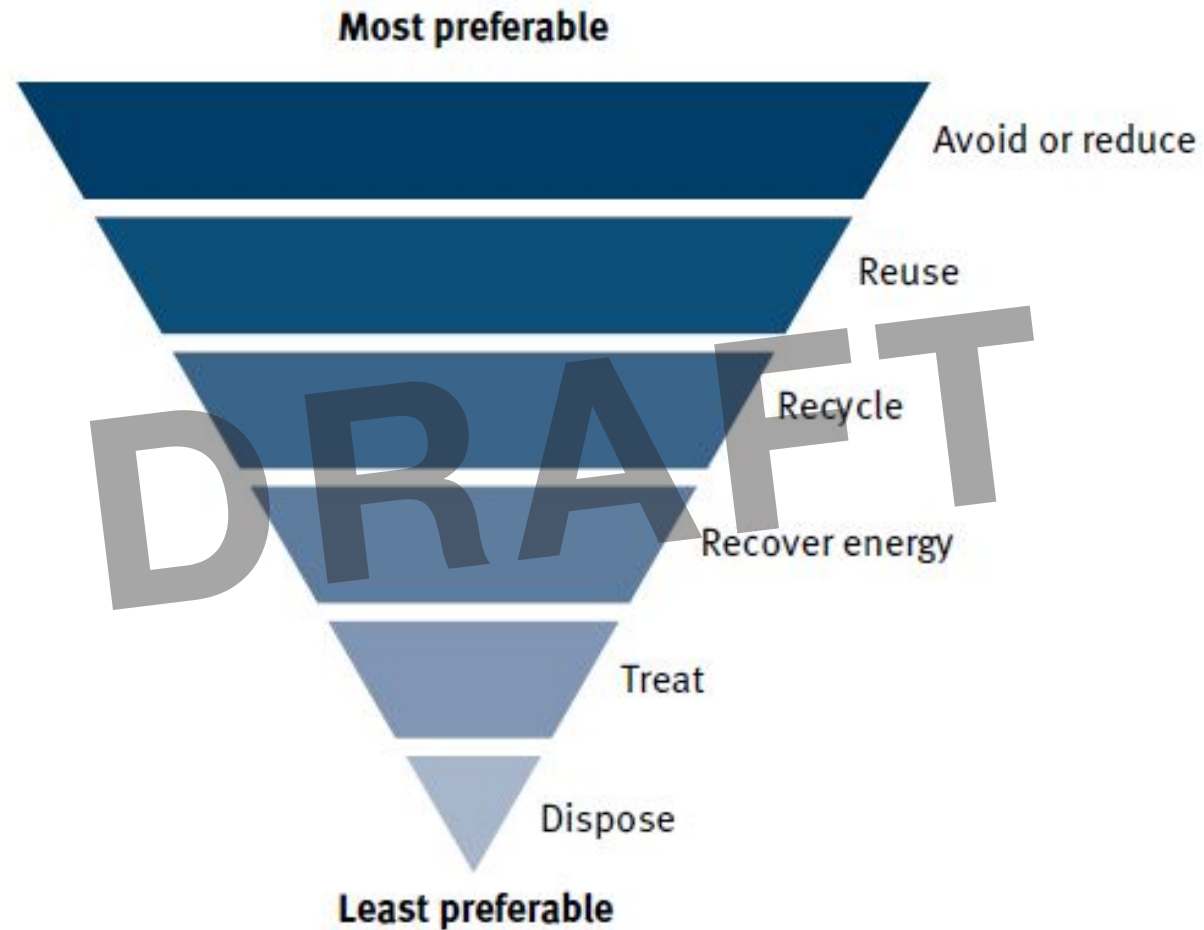 Most preferable
Avoid or reduce
Reuse
DRAFT
Recycle
Recover energy
Treat
Dispose
Least preferable